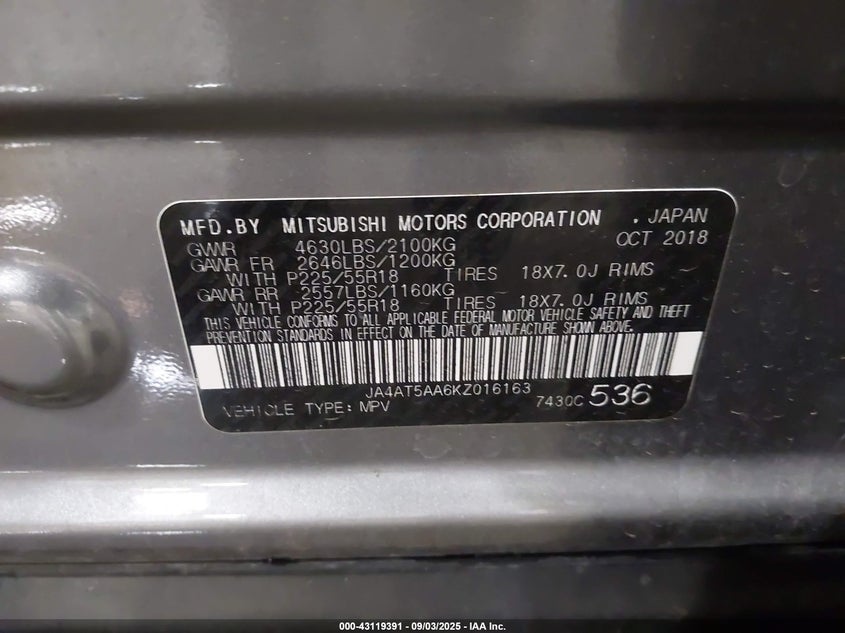 MFD.BY MITSUBISHI MOTORS CORPORATION . JAPAN
GVWR 4630LBS/2100KG OCT 2018
GAWR FR 2646LBS/1200KG
WITH P225/55R18 TIRES 18X7.0J RIMS
GAWR RR 2557LBS/1160KG
WITH P225/55R18 TIRES 18X7.0J RIMS
THIS VEHICLE CONFORMS TO ALL APPLICABLE FEDERAL MOTOR VEHICLE SAFETY AND THEFT
PREVENTION STANDARDS IN EFFECT ON THE DATE OF MANUFACTURE SHOWN ABOVE.
JA4AT5AA6KZ016163
VEHICLE TYPE: MPV 7430C 536
000-43119391 - 09/03/2025 - IAA Inc.